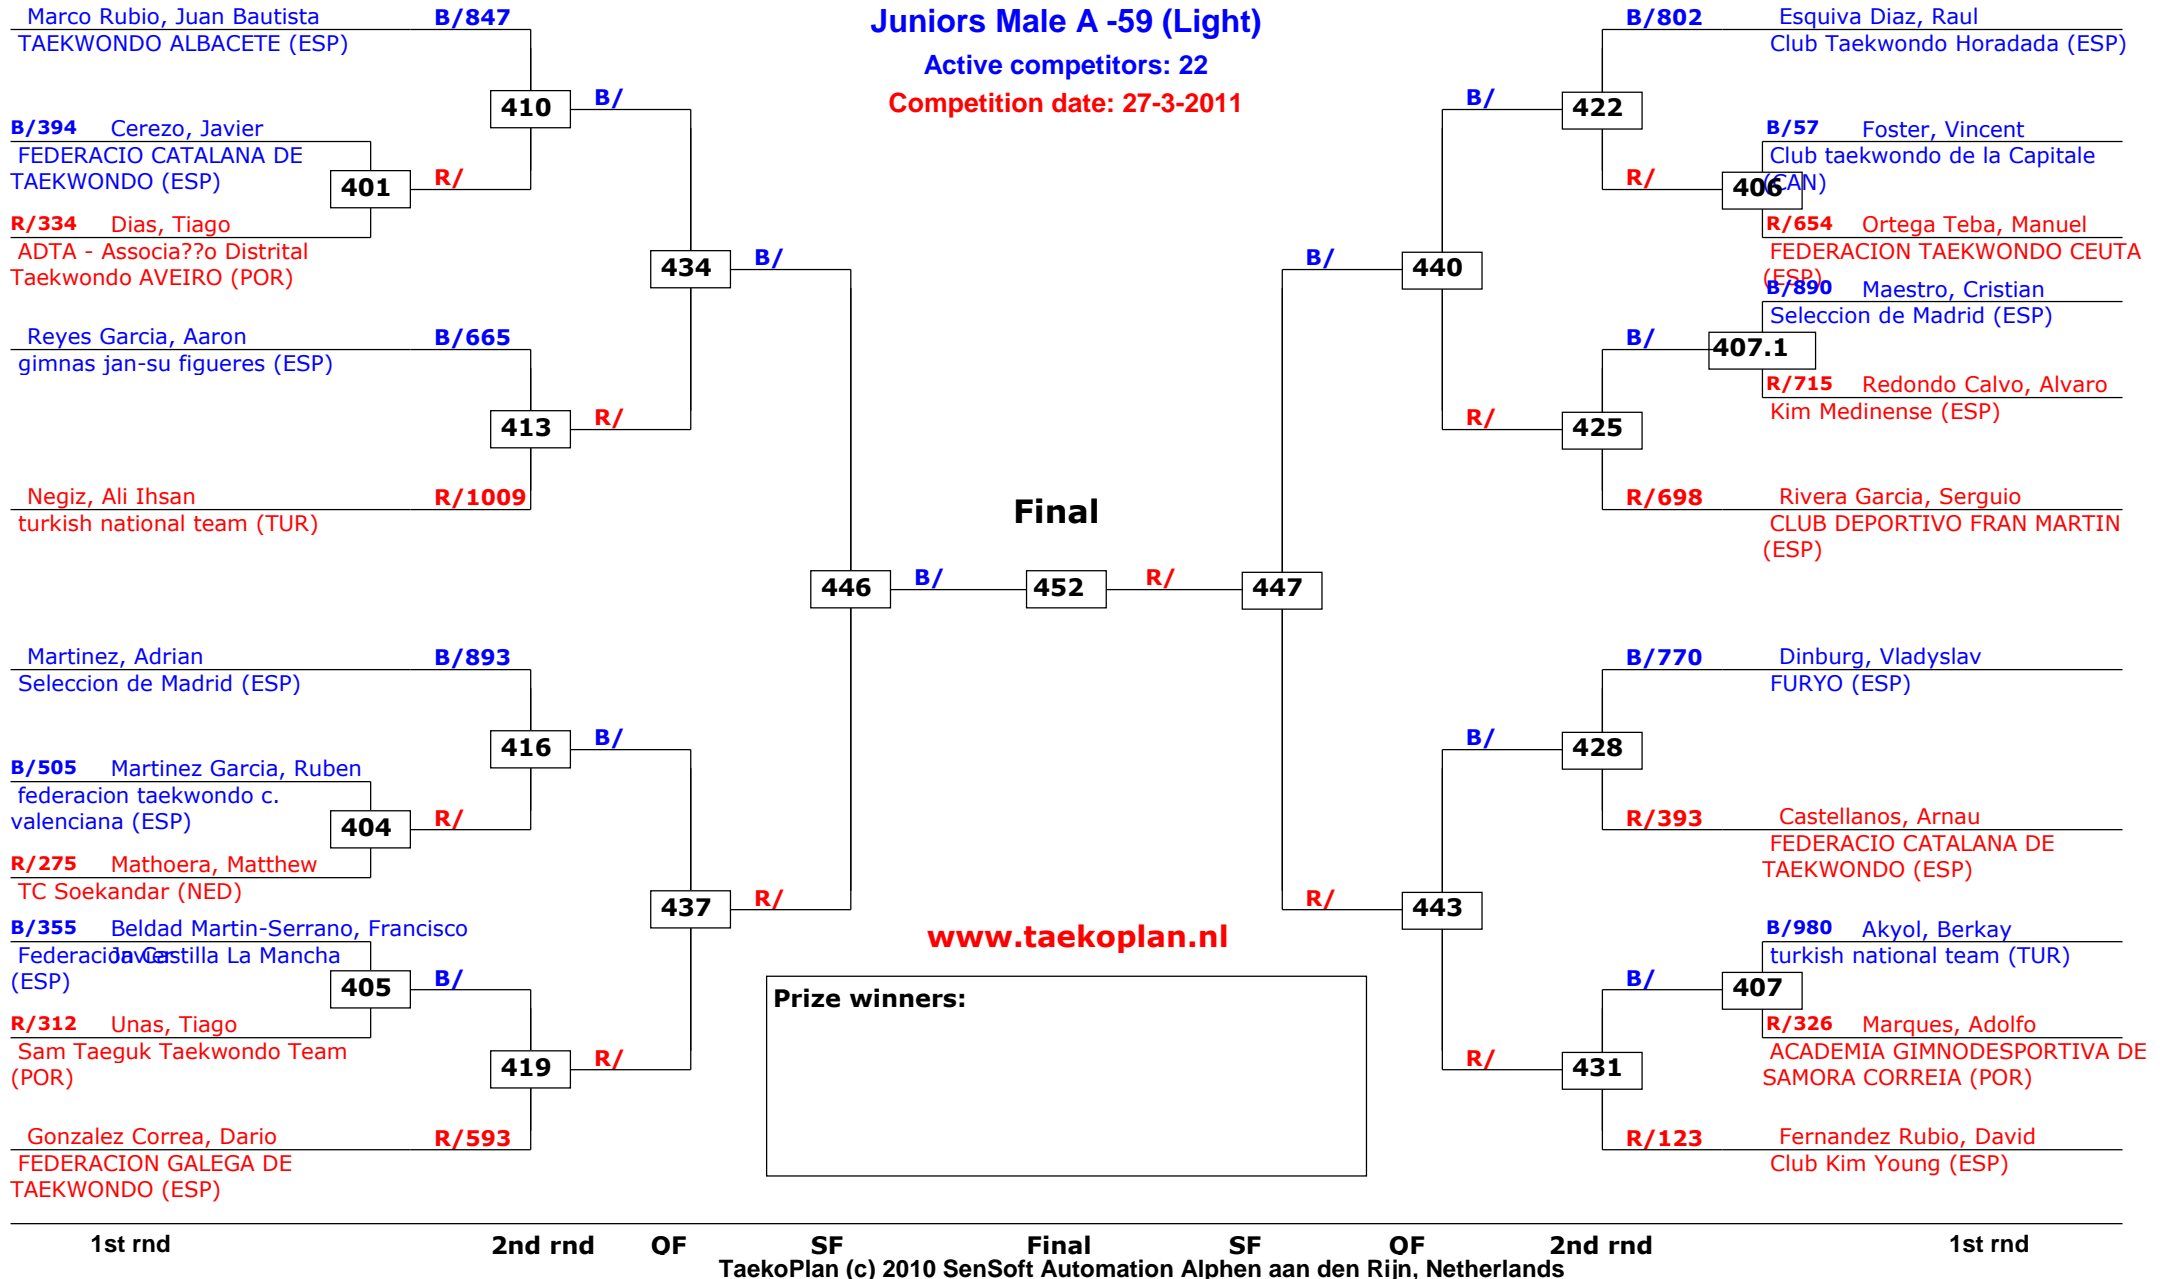 Juniors Male A -59 (Light)
Active competitors: 22
Competition date: 27-3-2011
Marco Rubio, Juan Bautista B/847
TAEKWONDO ALBACETE (ESP)
410 B/
B/394 Cerezo, Javier
FEDERACIO CATALANA DE
TAEKWONDO (ESP)
401 R/
R/334 Dias, Tiago
ADTA - Associa??o Distrital
Taekwondo AVEIRO (POR)
434 B/
Reyes Garcia, Aaron B/665
gimnas jan-su figueres (ESP)
413 R/
Negiz, Ali Ihsan R/1009
turkish national team (TUR)
446 B/
Martinez, Adrian B/893
Seleccion de Madrid (ESP)
416 B/
B/505 Martinez Garcia, Ruben
federacion taekwondo c.
valenciana (ESP)
404 R/
R/275 Mathoera, Matthew
TC Soekandar (NED)
437 R/
B/355 Beldad Martin-Serrano, Francisco
Javier
Federacion Castilla La Mancha
(ESP)
405 B/
R/312 Unas, Tiago
Sam Taeguk Taekwondo Team
(POR)
419 R/
Gonzalez Correa, Dario R/593
FEDERACION GALEGA DE
TAEKWONDO (ESP)
Final
452
B/802 Esquiva Diaz, Raul
Club Taekwondo Horadada (ESP)
B/ 422
B/57 Foster, Vincent
Club taekwondo de la Capitale
(CAN)
R/ 406
R/654 Ortega Teba, Manuel
FEDERACION TAEKWONDO CEUTA
(ESP)
B/ 440
B/890 Maestro, Cristian
Seleccion de Madrid (ESP)
B/ 407.1
R/715 Redondo Calvo, Alvaro
Kim Medinense (ESP)
R/ 425
R/698 Rivera Garcia, Serguio
CLUB DEPORTIVO FRAN MARTIN
(ESP)
R/ 447
B/770 Dinburg, Vladyslav
FURYO (ESP)
B/ 428
R/393 Castellanos, Arnau
FEDERACIO CATALANA DE
TAEKWONDO (ESP)
R/ 443
B/980 Akyol, Berkay
turkish national team (TUR)
B/ 407
R/326 Marques, Adolfo
ACADEMIA GIMNODESPORTIVA DE
SAMORA CORREIA (POR)
R/ 431
R/123 Fernandez Rubio, David
Club Kim Young (ESP)
www.taekoplan.nl
Prize winners:
1st rnd 2nd rnd QF SF Final SF QF 2nd rnd 1st rnd
TaekoPlan (c) 2010 SenSoft Automation Alphen aan den Rijn, Netherlands